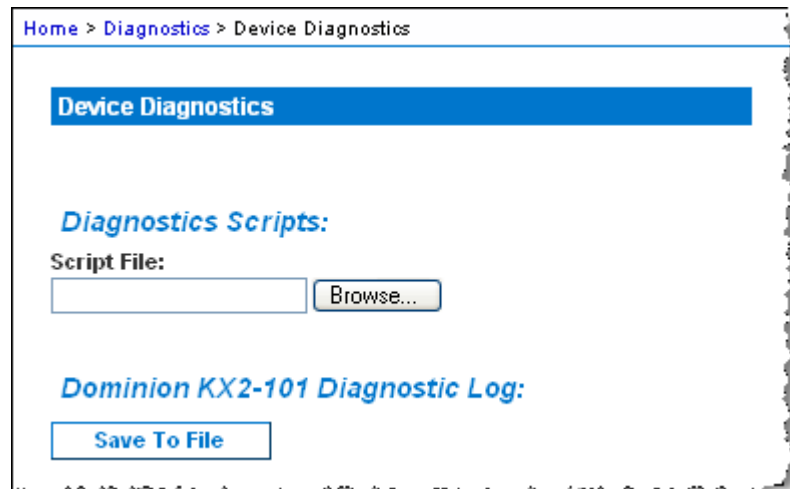 Home > Diagnostics > Device Diagnostics
Device Diagnostics
Diagnostics Scripts:
Script File:
Browse...
Dominion KX2-101 Diagnostic Log:
Save To File